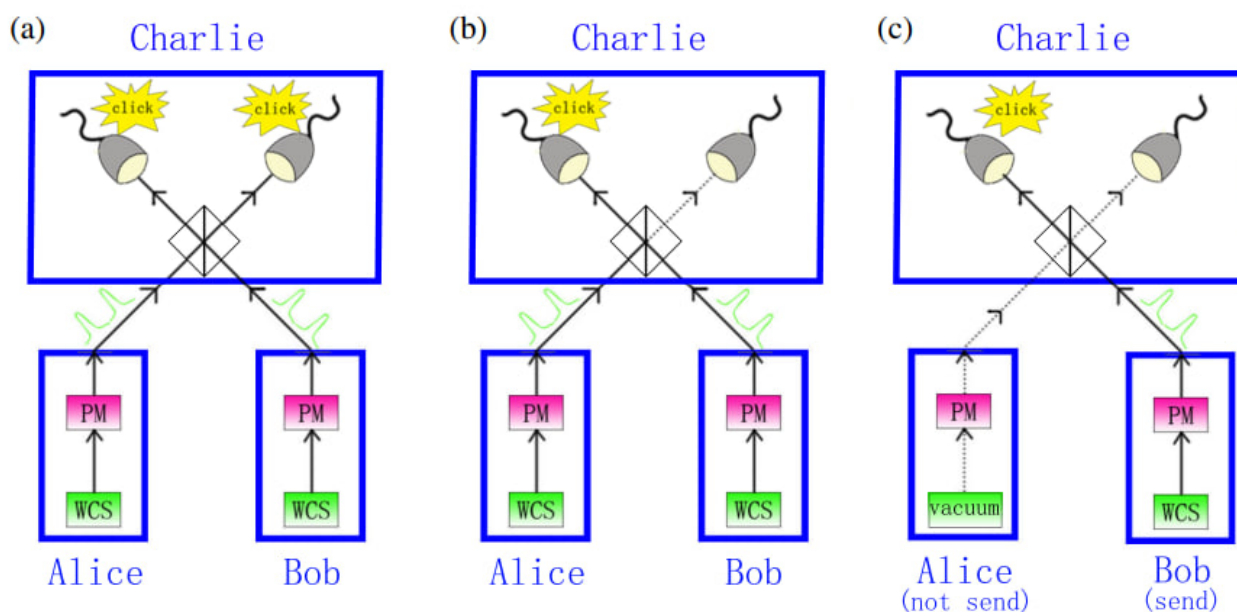 (a)
Charlie
click
click
PM
PM
WCS
WCS
Alice
Bob
(b)
Charlie
click
PM
PM
WCS
WCS
Alice
Bob
(c)
Charlie
click
PM
PM
vacuum
WCS
Alice
(not send)
Bob
(send)